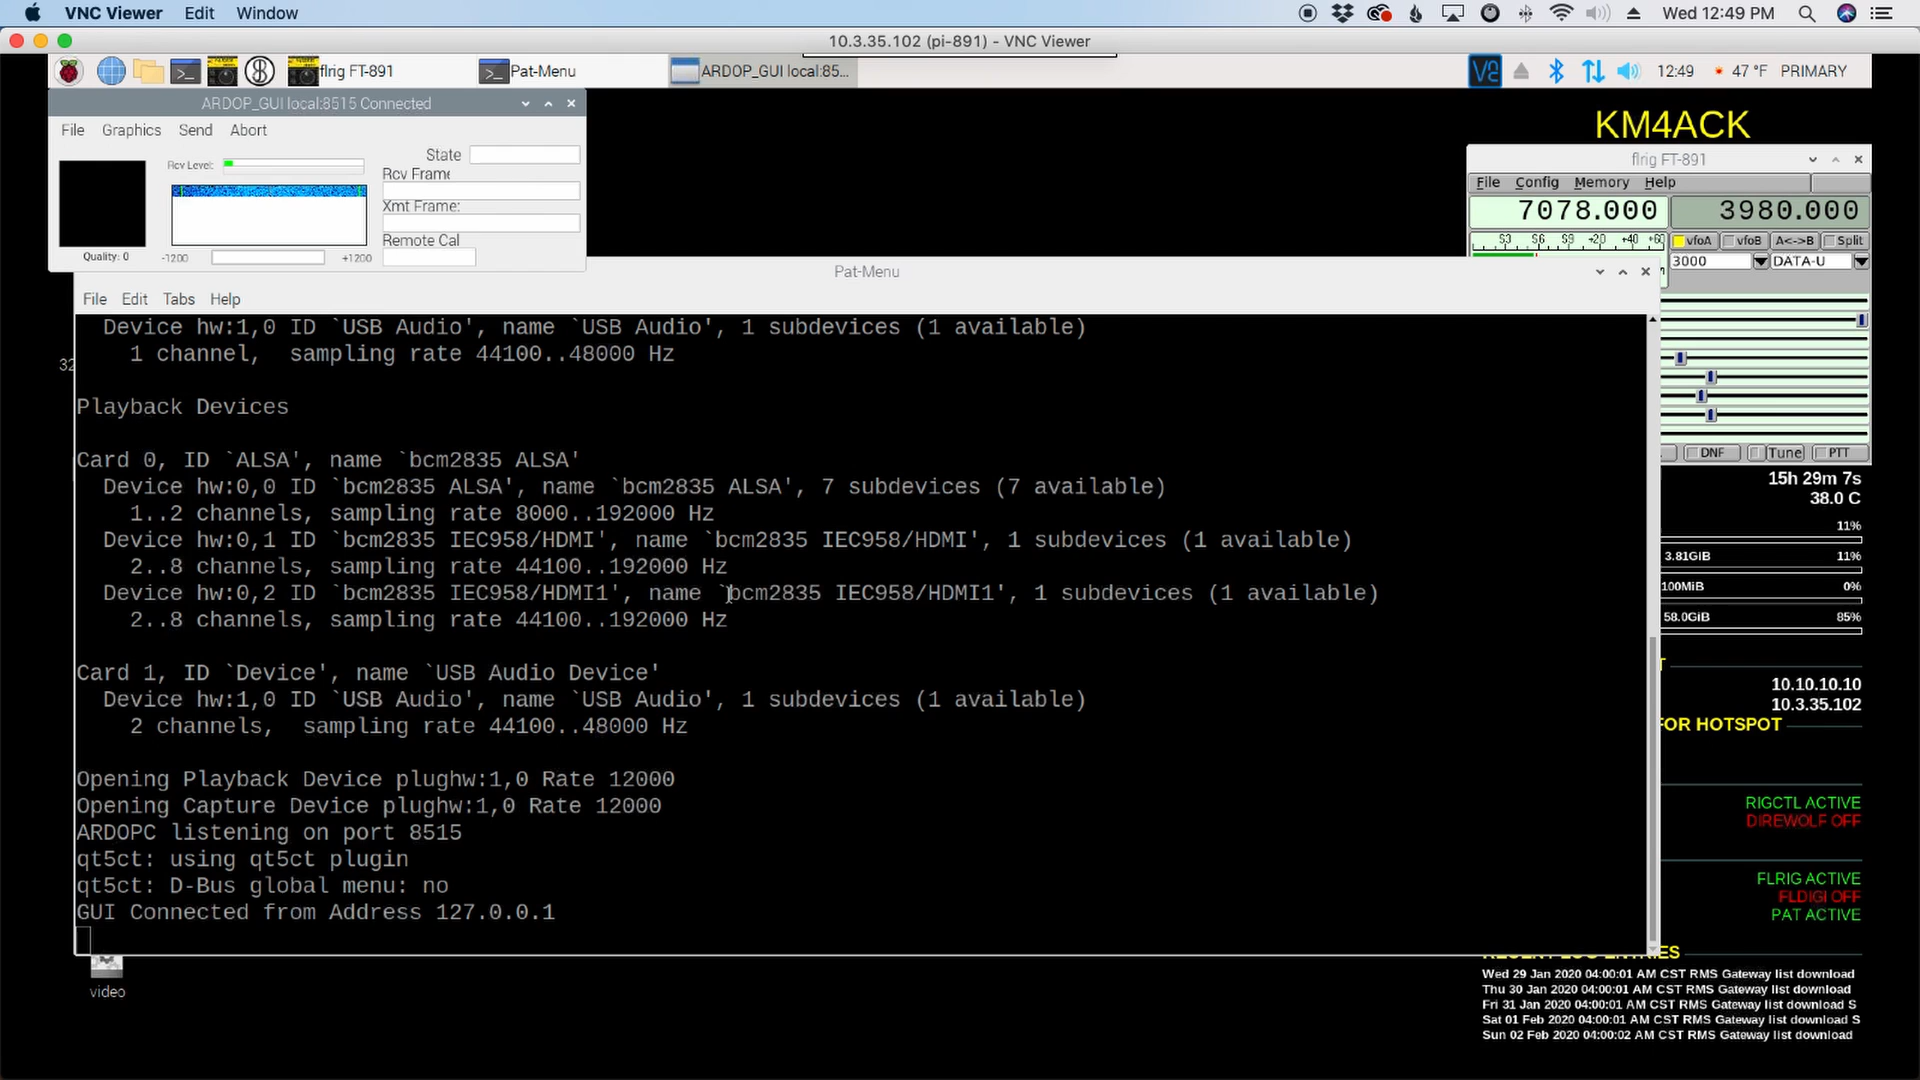 VNC Viewer Edit Window Wed 12:49 PM
10.3.35.102 (pi-891) - VNC Viewer
flrig FT-891 Pat-Menu ARDOP_GUI local:85... 12:49 47 °F PRIMARY
ARDOP_GUI local:8515 Connected
File Graphics Send Abort
State
Rcv Level:
Rcv Frame
Xmt Frame:
Remote Cal
Quality: 0 -1200 +1200
KM4ACK
flrig FT-891
File Config Memory Help
7078.000 3980.000
S3 S6 S9 +20 +40 +60 vfoA vfoB A<->B Split
3000 DATA-U
DNF Tune PTT
Pat-Menu
File Edit Tabs Help
Device hw:1,0 ID `USB Audio', name `USB Audio', 1 subdevices (1 available)
1 channel,  sampling rate 44100..48000 Hz
Playback Devices
Card 0, ID `ALSA', name `bcm2835 ALSA'
Device hw:0,0 ID `bcm2835 ALSA', name `bcm2835 ALSA', 7 subdevices (7 available)
1..2 channels, sampling rate 8000..192000 Hz
Device hw:0,1 ID `bcm2835 IEC958/HDMI', name `bcm2835 IEC958/HDMI', 1 subdevices (1 available)
2..8 channels, sampling rate 44100..192000 Hz
Device hw:0,2 ID `bcm2835 IEC958/HDMI1', name `bcm2835 IEC958/HDMI1', 1 subdevices (1 available)
2..8 channels, sampling rate 44100..192000 Hz
Card 1, ID `Device', name `USB Audio Device'
Device hw:1,0 ID `USB Audio', name `USB Audio', 1 subdevices (1 available)
2 channels,  sampling rate 44100..48000 Hz
Opening Playback Device plughw:1,0 Rate 12000
Opening Capture Device plughw:1,0 Rate 12000
ARDOPC listening on port 8515
qt5ct: using qt5ct plugin
qt5ct: D-Bus global menu: no
GUI Connected from Address 127.0.0.1
32
video
15h 29m 7s
38.0 C
11%
3.81GiB 11%
100MiB 0%
58.0GiB 85%
10.10.10.10
10.3.35.102
FOR HOTSPOT
RIGCTL ACTIVE
DIREWOLF OFF
FLRIG ACTIVE
FLDIGI OFF
PAT ACTIVE
Wed 29 Jan 2020 04:00:01 AM CST RMS Gateway list download
Thu 30 Jan 2020 04:00:01 AM CST RMS Gateway list download
Fri 31 Jan 2020 04:00:01 AM CST RMS Gateway list download S
Sat 01 Feb 2020 04:00:01 AM CST RMS Gateway list download S
Sun 02 Feb 2020 04:00:02 AM CST RMS Gateway list download